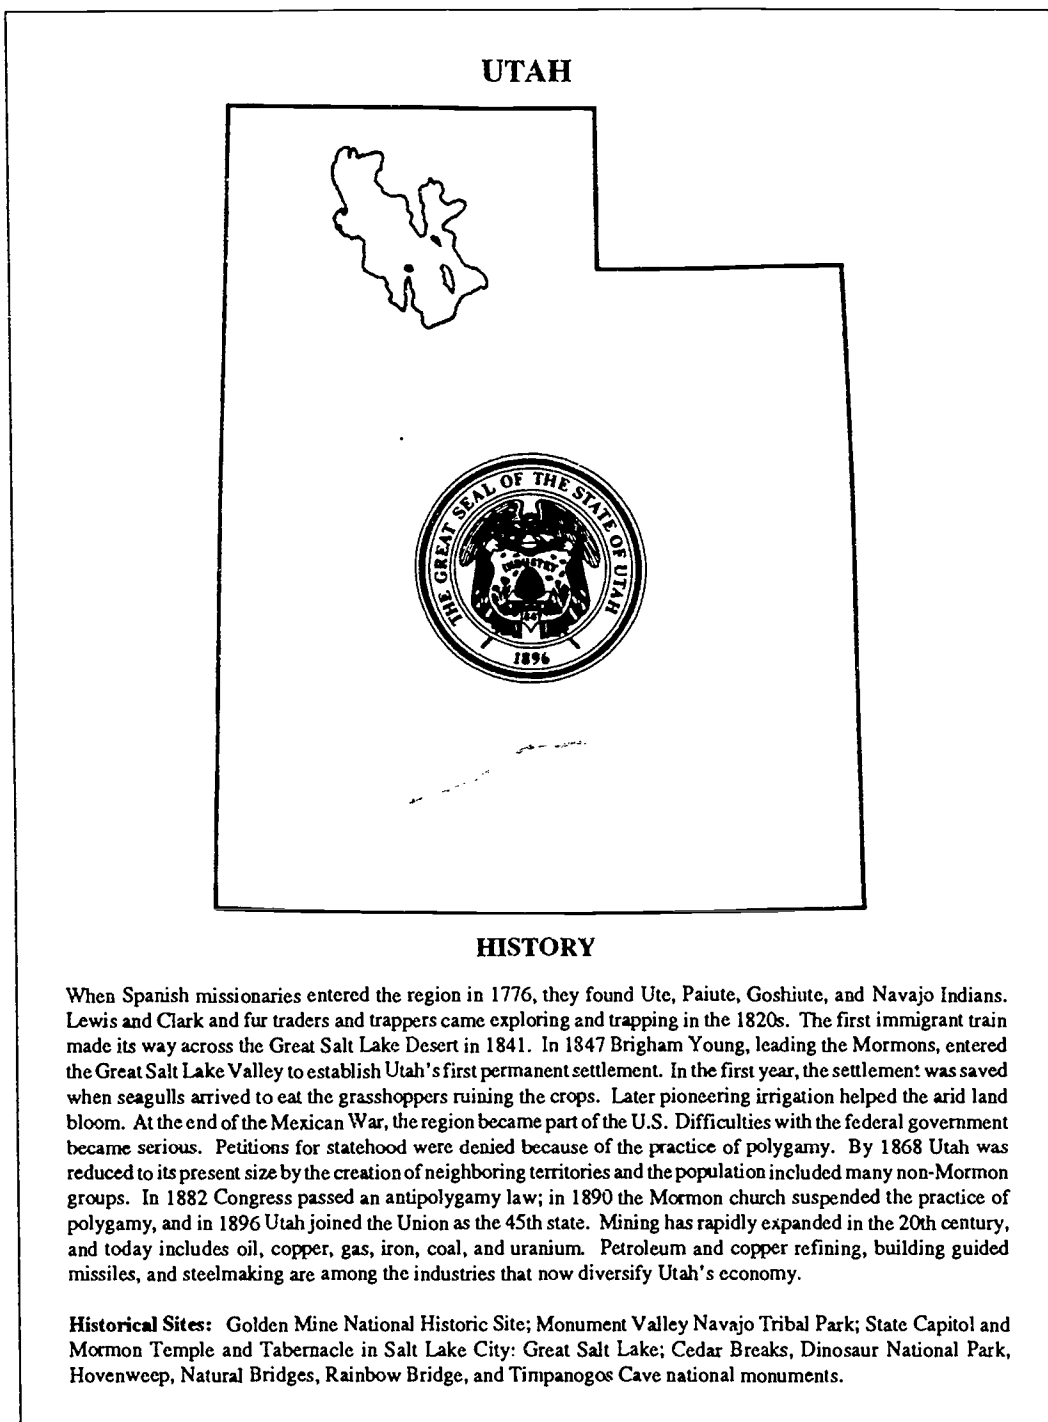 UTAH
THE GREAT SEAL OF THE STATE OF UTAH
INDUSTRY
1896
HISTORY
When Spanish missionaries entered the region in 1776, they found Ute, Paiute, Goshiute, and Navajo Indians.
Lewis and Clark and fur traders and trappers came exploring and trapping in the 1820s. The first immigrant train
made its way across the Great Salt Lake Desert in 1841. In 1847 Brigham Young, leading the Mormons, entered
the Great Salt Lake Valley to establish Utah's first permanent settlement. In the first year, the settlement was saved
when seagulls arrived to eat the grasshoppers ruining the crops. Later pioneering irrigation helped the arid land
bloom. At the end of the Mexican War, the region became part of the U.S. Difficulties with the federal government
became serious. Petitions for statehood were denied because of the practice of polygamy. By 1868 Utah was
reduced to its present size by the creation of neighboring territories and the population included many non-Mormon
groups. In 1882 Congress passed an antipolygamy law; in 1890 the Mormon church suspended the practice of
polygamy, and in 1896 Utah joined the Union as the 45th state. Mining has rapidly expanded in the 20th century,
and today includes oil, copper, gas, iron, coal, and uranium. Petroleum and copper refining, building guided
missiles, and steelmaking are among the industries that now diversify Utah's economy.
Historical Sites: Golden Mine National Historic Site; Monument Valley Navajo Tribal Park; State Capitol and
Mormon Temple and Tabernacle in Salt Lake City: Great Salt Lake; Cedar Breaks, Dinosaur National Park,
Hovenweep, Natural Bridges, Rainbow Bridge, and Timpanogos Cave national monuments.